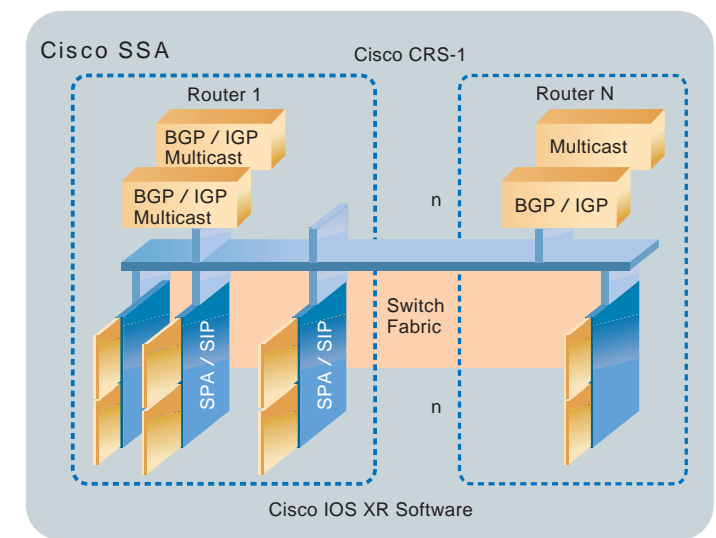 Cisco SSA
Cisco CRS-1
Router 1
Router N
BGP / IGP
Multicast
BGP / IGP
Multicast
n
Multicast
BGP / IGP
Switch
Fabric
SPA / SIP
SPA / SIP
n
Cisco IOS XR Software